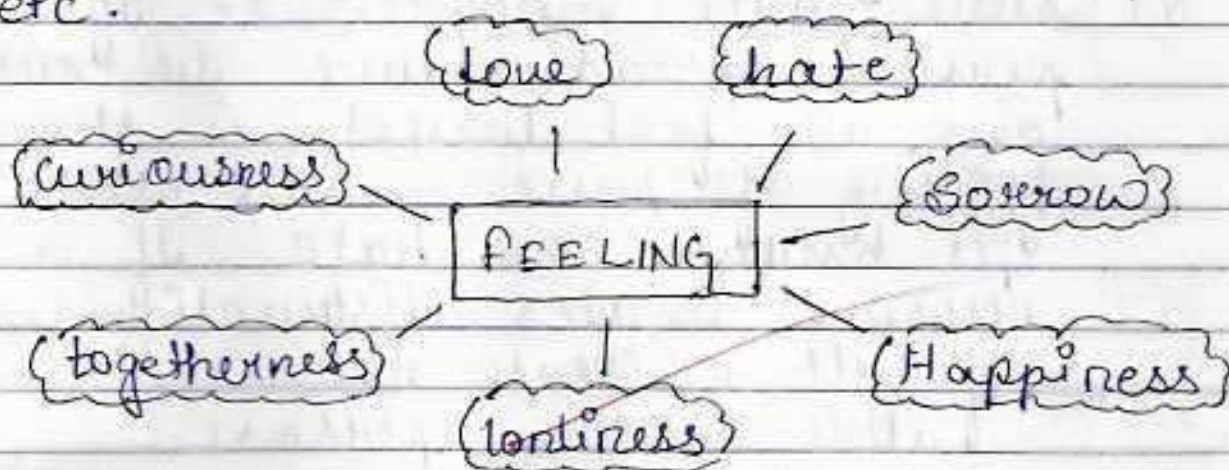 etc.
love hate
curiousness
sorrow
FEELING
togetherness
Happiness
lonliness